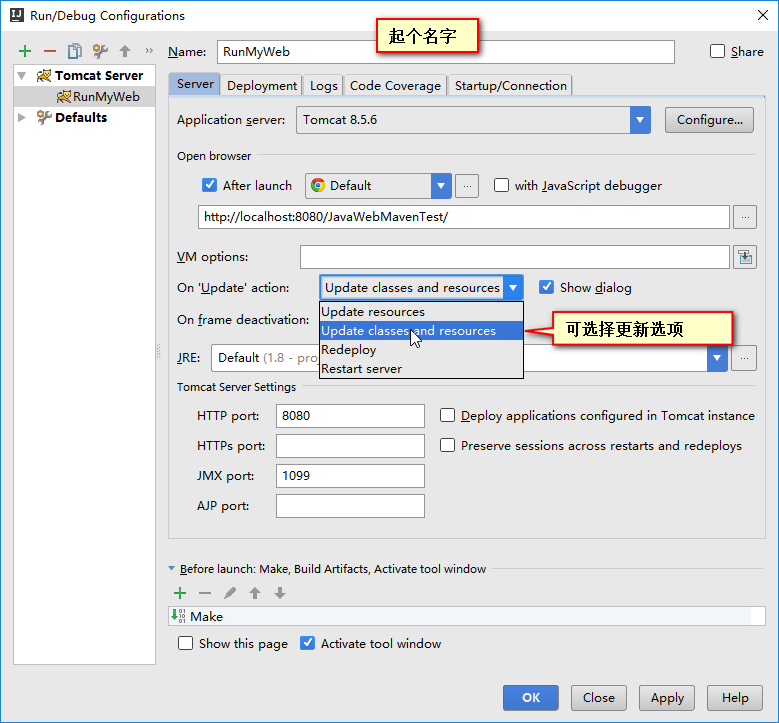 Run/Debug Configurations
起个名字
Name: RunMyWeb Share
Tomcat Server
RunMyWeb
Defaults
Server Deployment Logs Code Coverage Startup/Connection
Application server: Tomcat 8.5.6 Configure...
Open browser
After launch Default ... with JavaScript debugger
http://localhost:8080/JavaWebMavenTest/ ...
VM options:
On 'Update' action: Update classes and resources Show dialog
Update resources
On frame deactivation: Update classes and resources
可选择更新选项
Redeploy
JRE: Default (1.8 - pro ...
Restart server
Tomcat Server Settings
HTTP port: 8080 Deploy applications configured in Tomcat instance
HTTPs port: Preserve sessions across restarts and redeploys
JMX port: 1099
AJP port:
Before launch: Make, Build Artifacts, Activate tool window
Make
Show this page Activate tool window
OK Close Apply Help